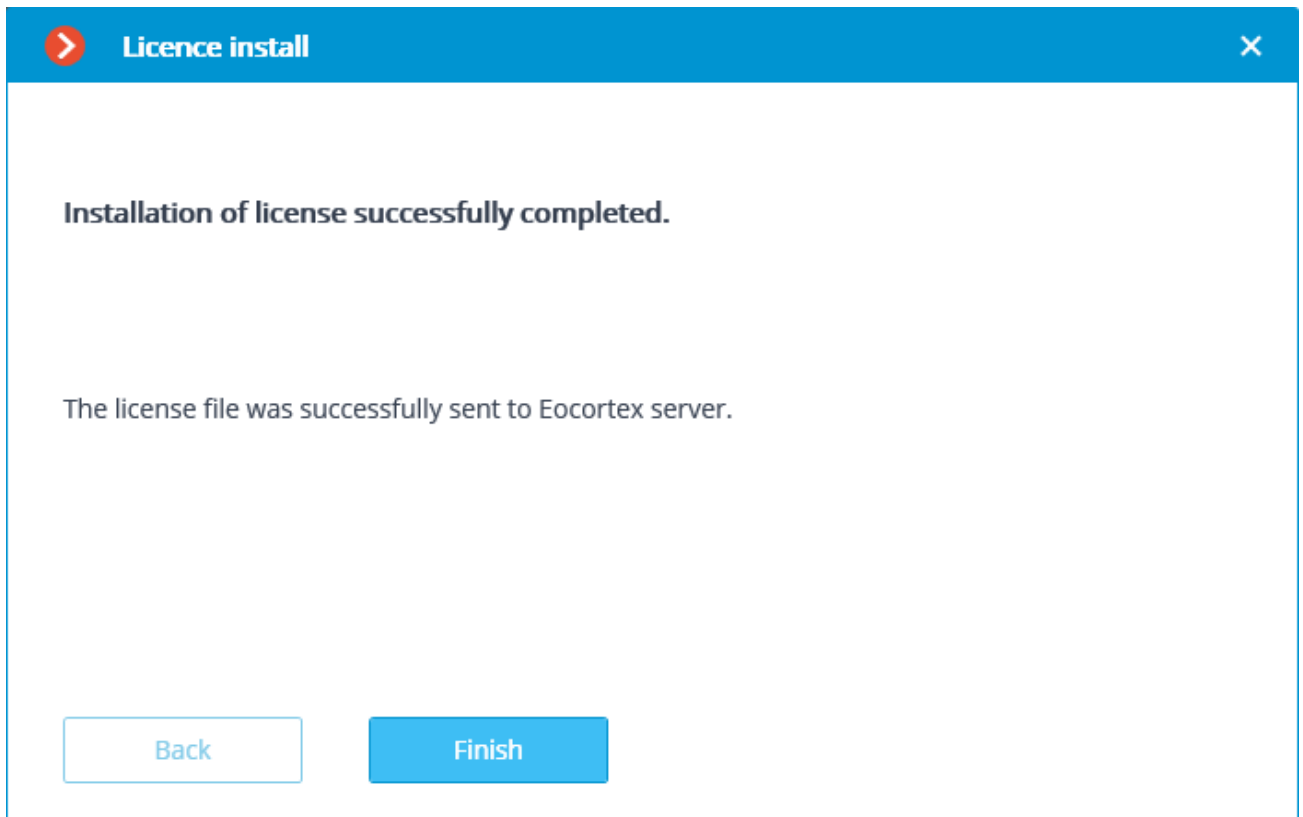 Licence install
Installation of license successfully completed.
The license file was successfully sent to Eocortex server.
Back
Finish